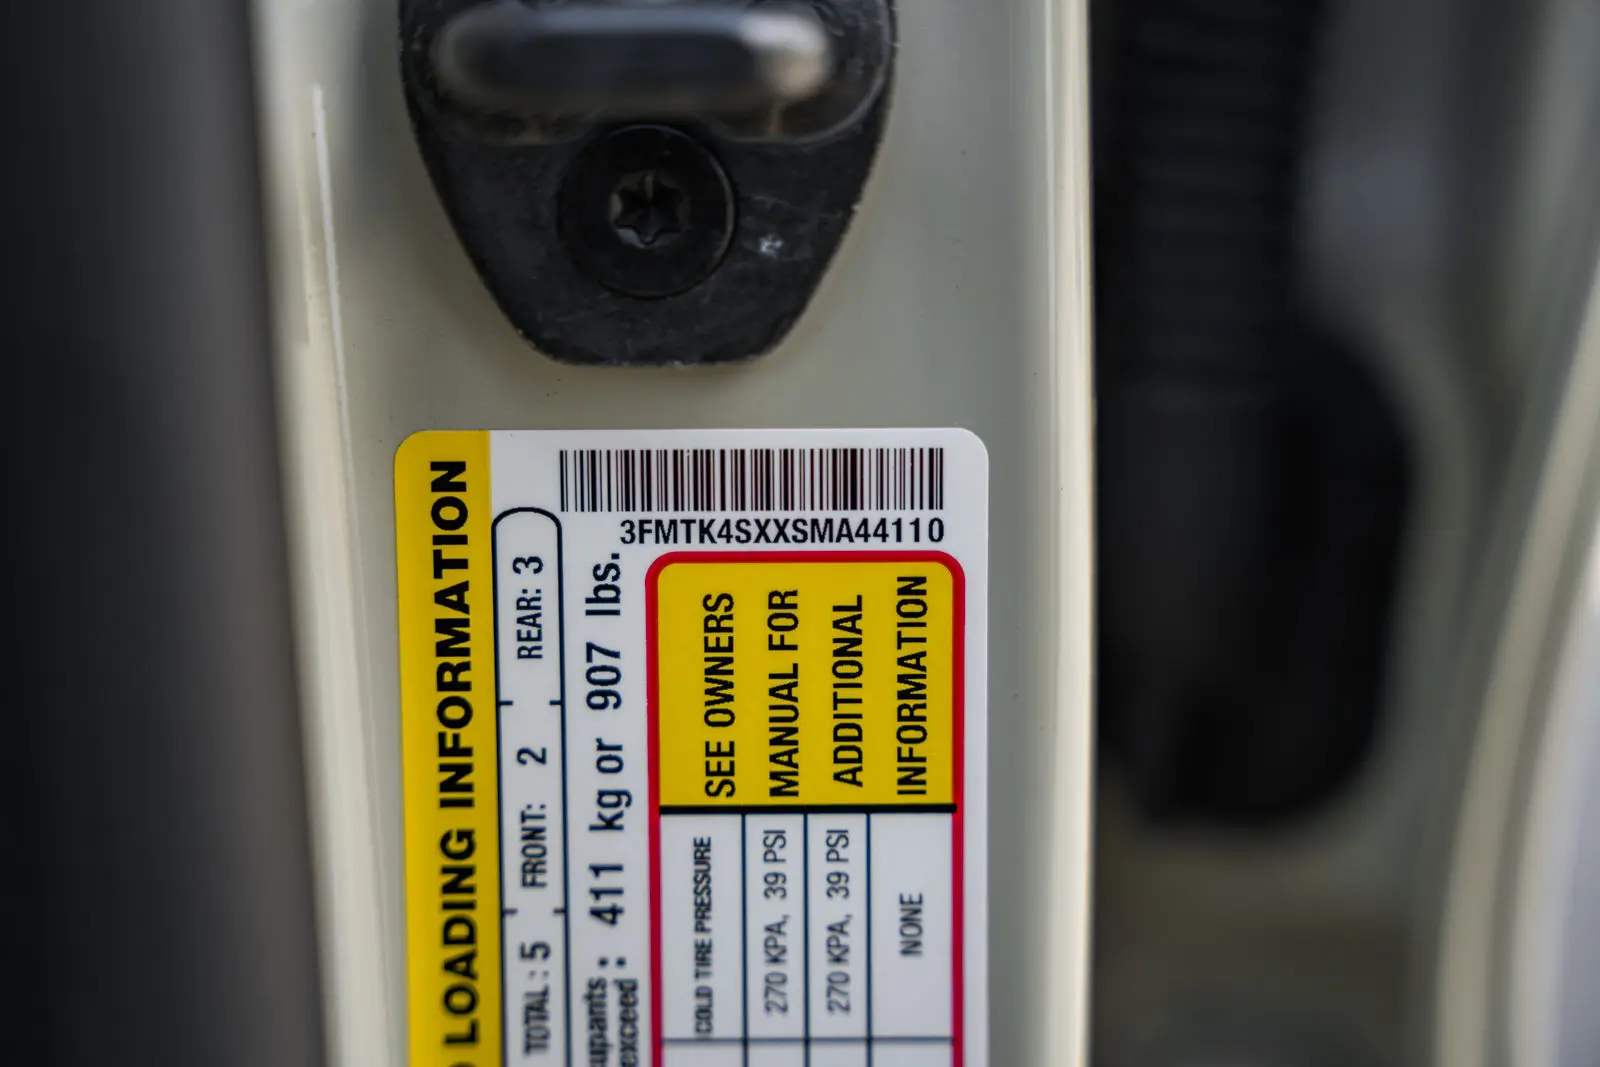 3FMTK4SXXSMA44110
LOADING INFORMATION
TOTAL: 5 FRONT: 2 REAR: 3
exceed: 411 kg or 907 lbs.
COLD TIRE PRESSURE
270 KPA, 39 PSI
270 KPA, 39 PSI
NONE
SEE OWNERS
MANUAL FOR
ADDITIONAL
INFORMATION